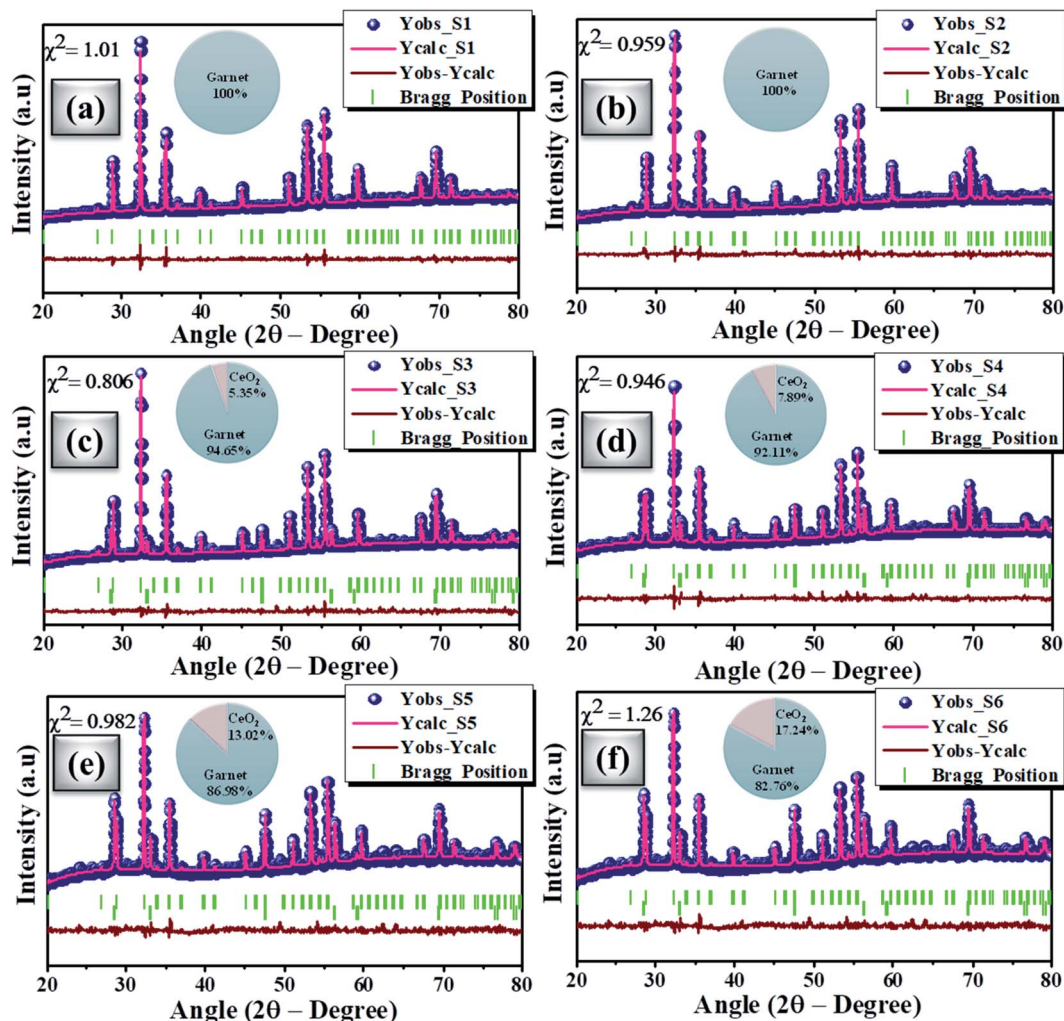 χ² = 1.01
(a)
Garnet
100%
Yobs_S1
Ycalc_S1
Yobs-Ycalc
Bragg_Position
Intensity (a.u)
20 30 40 50 60 70 80
Angle (2θ – Degree)
χ² = 0.959
(b)
Garnet
100%
Yobs_S2
Ycalc_S2
Yobs-Ycalc
Bragg_Position
Intensity (a.u)
20 30 40 50 60 70 80
Angle (2θ – Degree)
χ² = 0.806
(c)
CeO₂
5.35%
Garnet
94.65%
Yobs_S3
Ycalc_S3
Yobs-Ycalc
Bragg_Position
Intensity (a.u)
20 30 40 50 60 70 80
Angle (2θ – Degree)
χ² = 0.946
(d)
CeO₂
7.89%
Garnet
92.11%
Yobs_S4
Ycalc_S4
Yobs-Ycalc
Bragg_Position
Intensity (a.u)
20 30 40 50 60 70 80
Angle (2θ – Degree)
χ² = 0.982
(e)
CeO₂
13.02%
Garnet
86.98%
Yobs_S5
Ycalc_S5
Yobs-Ycalc
Bragg_Position
Intensity (a.u)
20 30 40 50 60 70 80
Angle (2θ – Degree)
χ² = 1.26
(f)
CeO₂
17.24%
Garnet
82.76%
Yobs_S6
Ycalc_S6
Yobs-Ycalc
Bragg_Position
Intensity (a.u)
20 30 40 50 60 70 80
Angle (2θ – Degree)